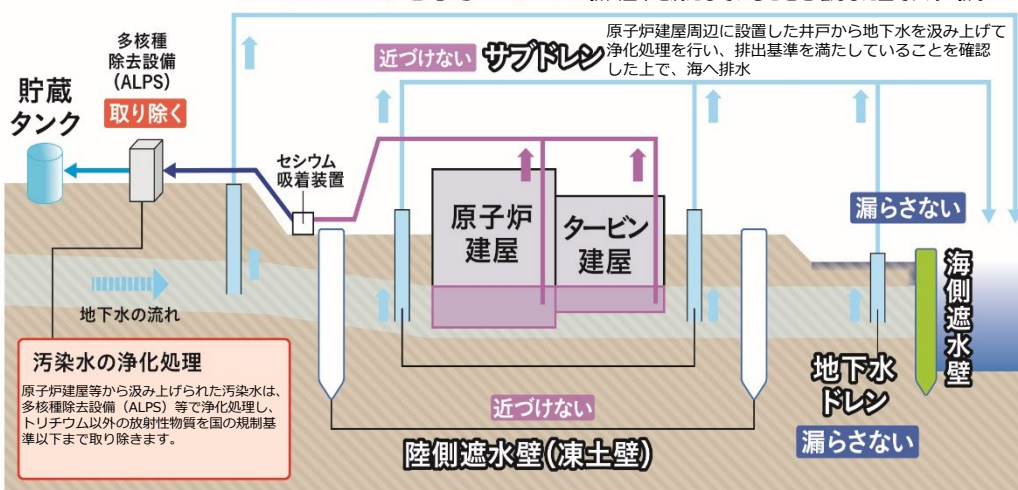 原子炉建屋周辺に設置した井戸から地下水を汲み上げて
浄化処理を行い、排出基準を満たしていることを確認
した上で、海へ排水
近づけない
サブドレン
多核種
除去設備
(ALPS)
取り除く
貯蔵
タンク
セシウム
吸着装置
原子炉
建屋
タービン
建屋
漏らさない
海側遮水壁
地下水の流れ
汚染水の浄化処理
原子炉建屋等から汲み上げられた汚染水は、
多核種除去設備（ALPS）等で浄化処理し、
トリチウム以外の放射性物質を国の規制基
準以下まで取り除きます。
近づけない
陸側遮水壁(凍土壁)
地下水
ドレン
漏らさない